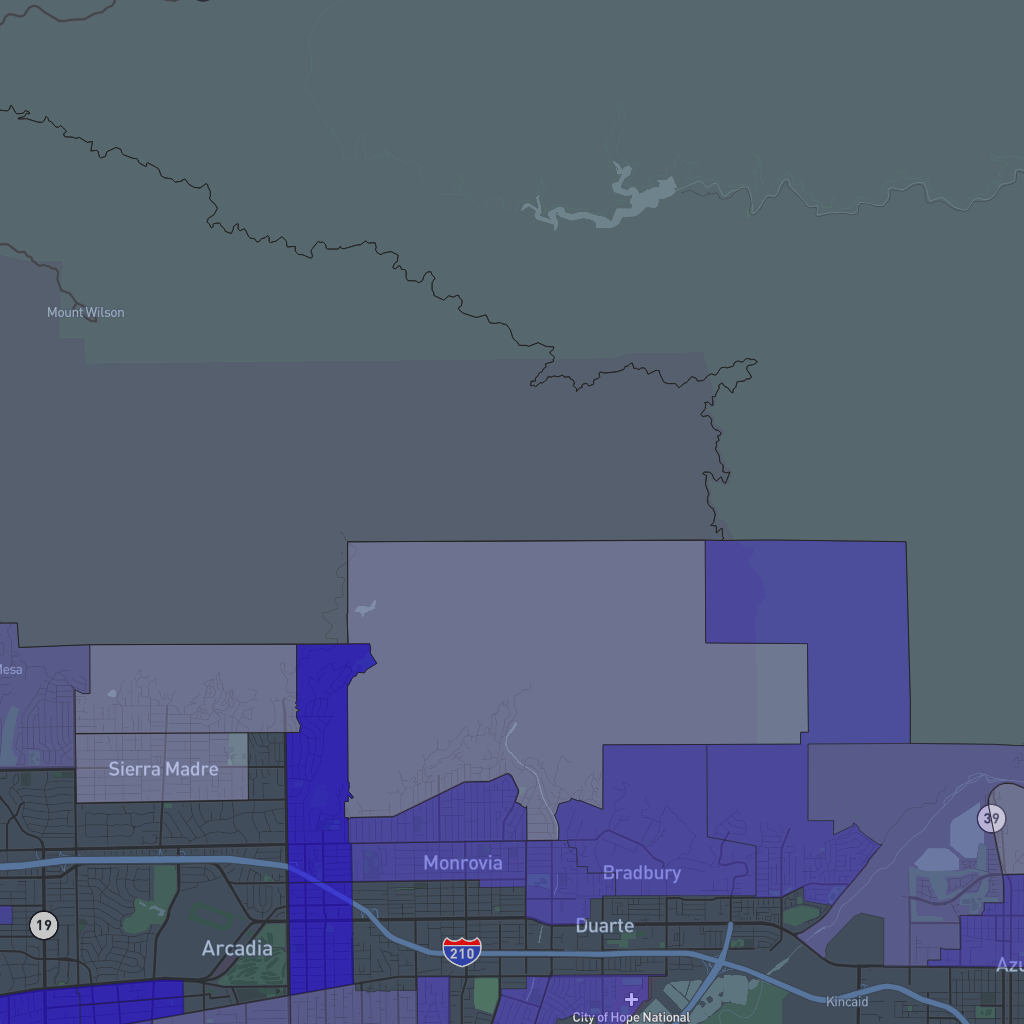 Mount Wilson
Mesa
Sierra Madre
39
Monrovia
Bradbury
19
Duarte
Arcadia
210
Azu
Kincaid
City of Hope National